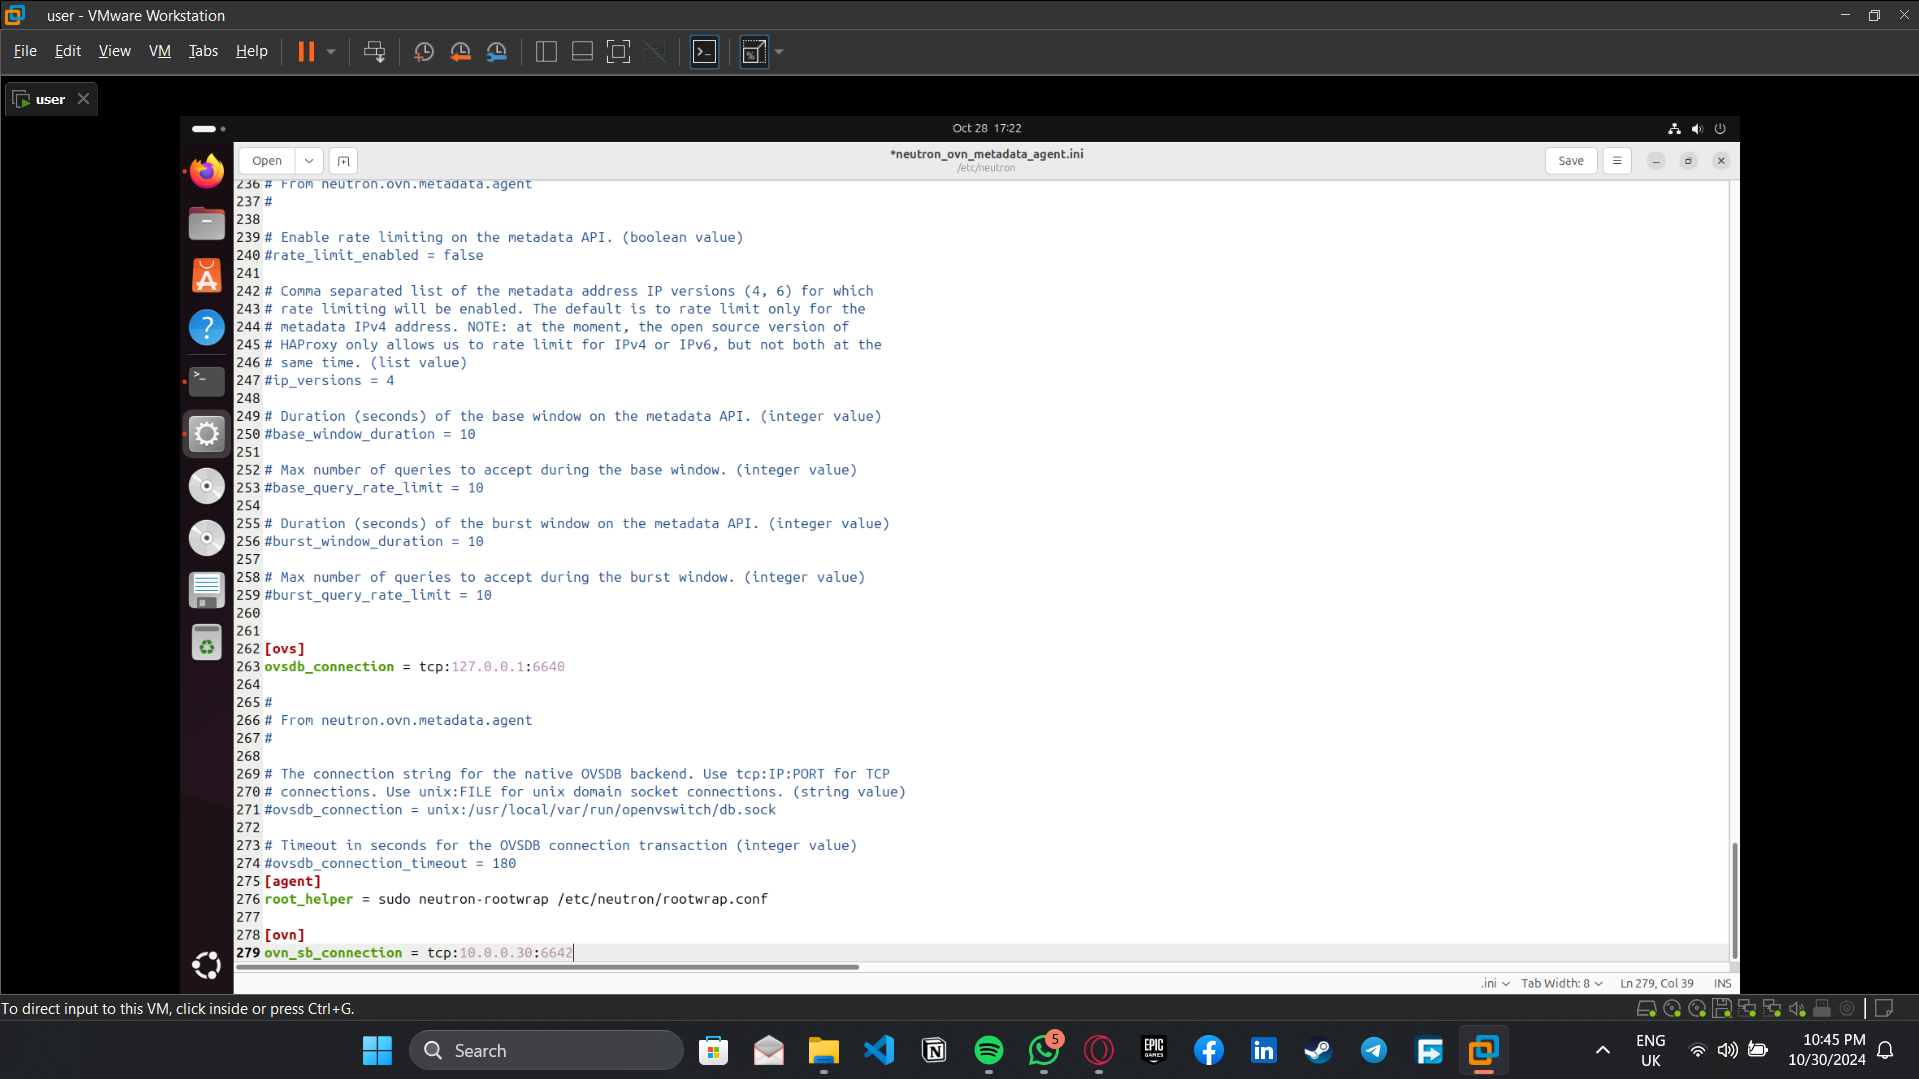 user - VMware Workstation
File Edit View VM Tabs Help
user
Oct 28 17:22
Open
*neutron_ovn_metadata_agent.ini
/etc/neutron
Save
236 # From neutron.ovn.metadata.agent
237 #
238
239 # Enable rate limiting on the metadata API. (boolean value)
240 #rate_limit_enabled = false
241
242 # Comma separated list of the metadata address IP versions (4, 6) for which
243 # rate limiting will be enabled. The default is to rate limit only for the
244 # metadata IPv4 address. NOTE: at the moment, the open source version of
245 # HAProxy only allows us to rate limit for IPv4 or IPv6, but not both at the
246 # same time. (list value)
247 #ip_versions = 4
248
249 # Duration (seconds) of the base window on the metadata API. (integer value)
250 #base_window_duration = 10
251
252 # Max number of queries to accept during the base window. (integer value)
253 #base_query_rate_limit = 10
254
255 # Duration (seconds) of the burst window on the metadata API. (integer value)
256 #burst_window_duration = 10
257
258 # Max number of queries to accept during the burst window. (integer value)
259 #burst_query_rate_limit = 10
260
261
262 [ovs]
263 ovsdb_connection = tcp:127.0.0.1:6640
264
265 #
266 # From neutron.ovn.metadata.agent
267 #
268
269 # The connection string for the native OVSDB backend. Use tcp:IP:PORT for TCP
270 # connections. Use unix:FILE for unix domain socket connections. (string value)
271 #ovsdb_connection = unix:/usr/local/var/run/openvswitch/db.sock
272
273 # Timeout in seconds for the OVSDB connection transaction (integer value)
274 #ovsdb_connection_timeout = 180
275 [agent]
276 root_helper = sudo neutron-rootwrap /etc/neutron/rootwrap.conf
277
278 [ovn]
279 ovn_sb_connection = tcp:10.0.0.30:6642
.ini Tab Width: 8 Ln 279, Col 39 INS
To direct input to this VM, click inside or press Ctrl+G.
Search
5
EPIC
GAMES
ENG
UK
10:45 PM
10/30/2024